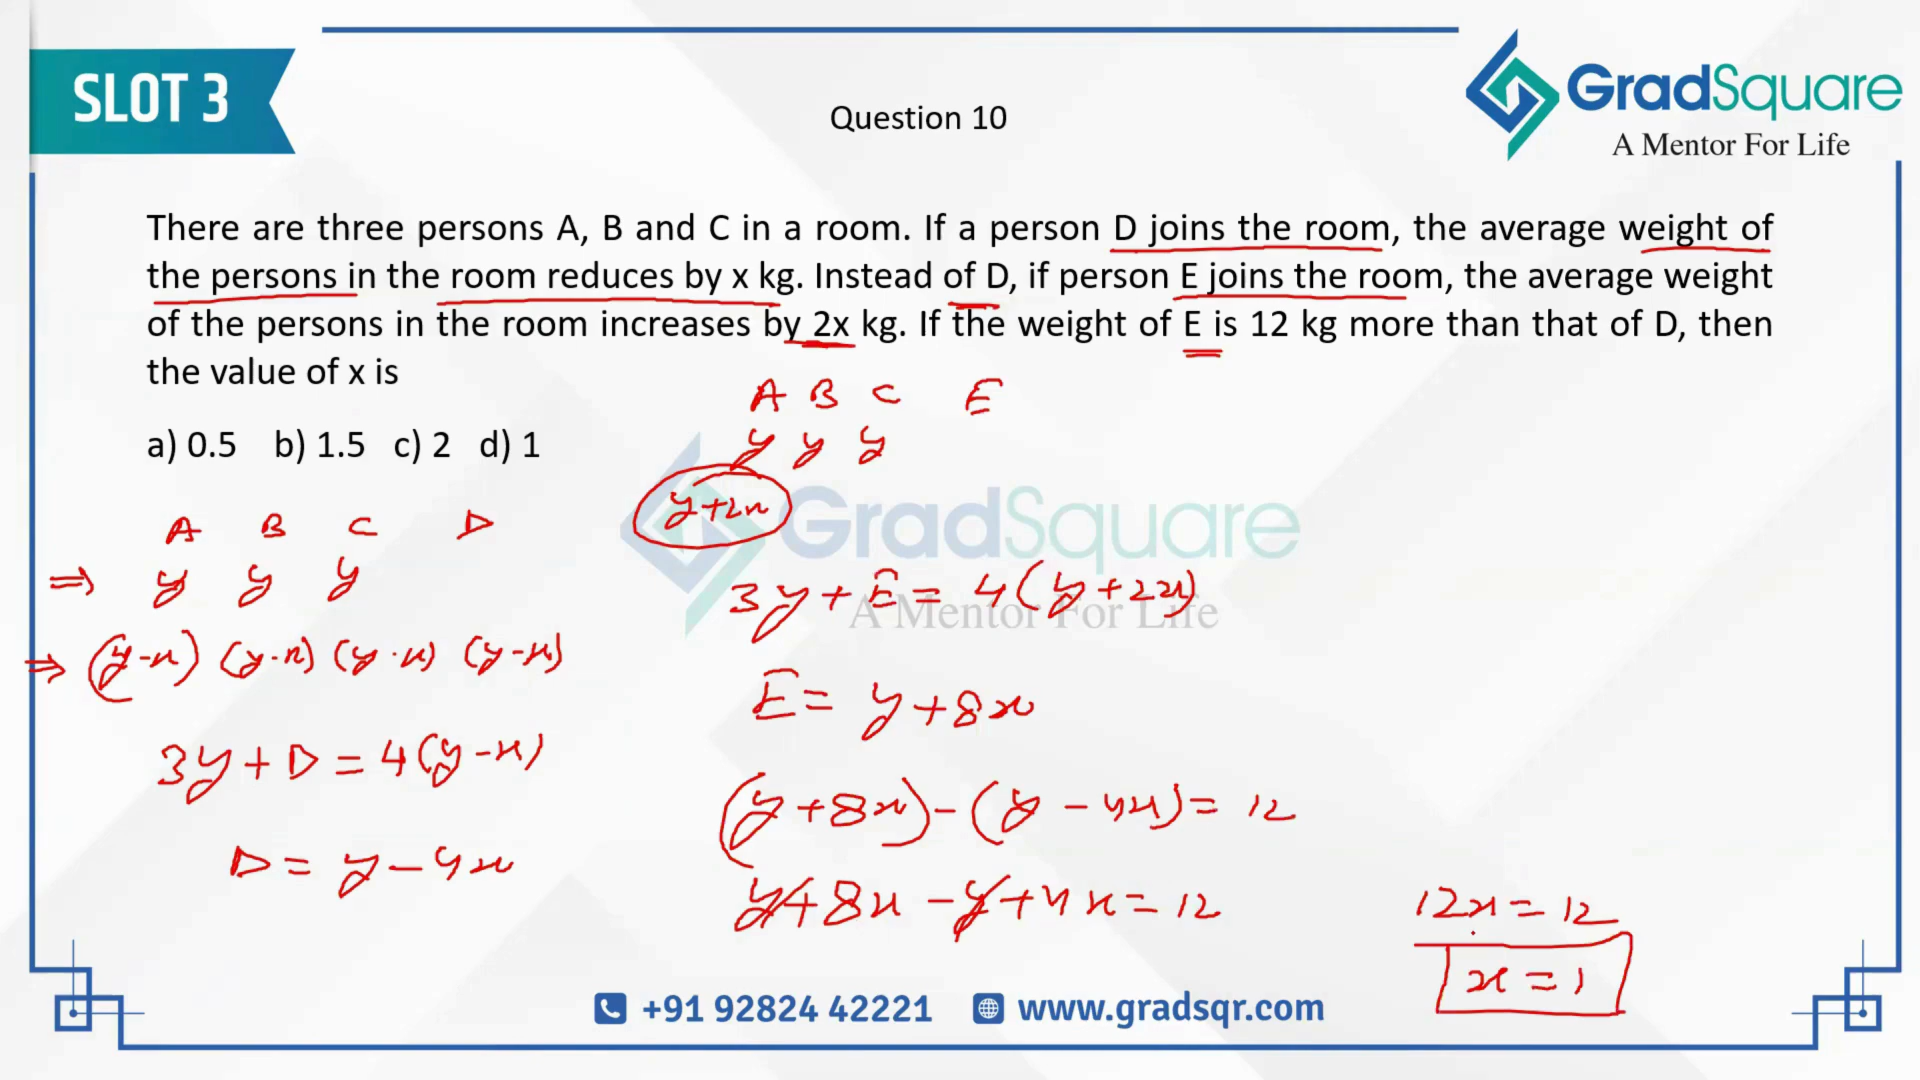 SLOT 3
Question 10
GradSquare
A Mentor For Life
There are three persons A, B and C in a room. If a person D joins the room, the average weight of
the persons in the room reduces by x kg. Instead of D, if person E joins the room, the average weight
of the persons in the room increases by 2x kg. If the weight of E is 12 kg more than that of D, then
the value of x is
a) 0.5 b) 1.5 c) 2 d) 1
A B C D
⇒ y y y
⇒ (y-x) (y-x) (y-x) (y-x)
3y + D = 4(y-x)
D = y - 4x
A B C E
y y y
y+2x
GradSquare
A Mentor For Life
3y + E = 4(y+2x)
E = y + 8x
(y+8x) - (y - 4x) = 12
y+8x - y + 4x = 12
12x = 12
x = 1
+91 92824 42221 www.gradsqr.com